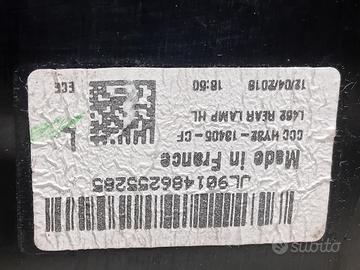 JL901486255285
Made in France
CCC HY32-13405-CF
L462 REAR LAMP HL
L
12/04/2018 18:50
ECE
subito